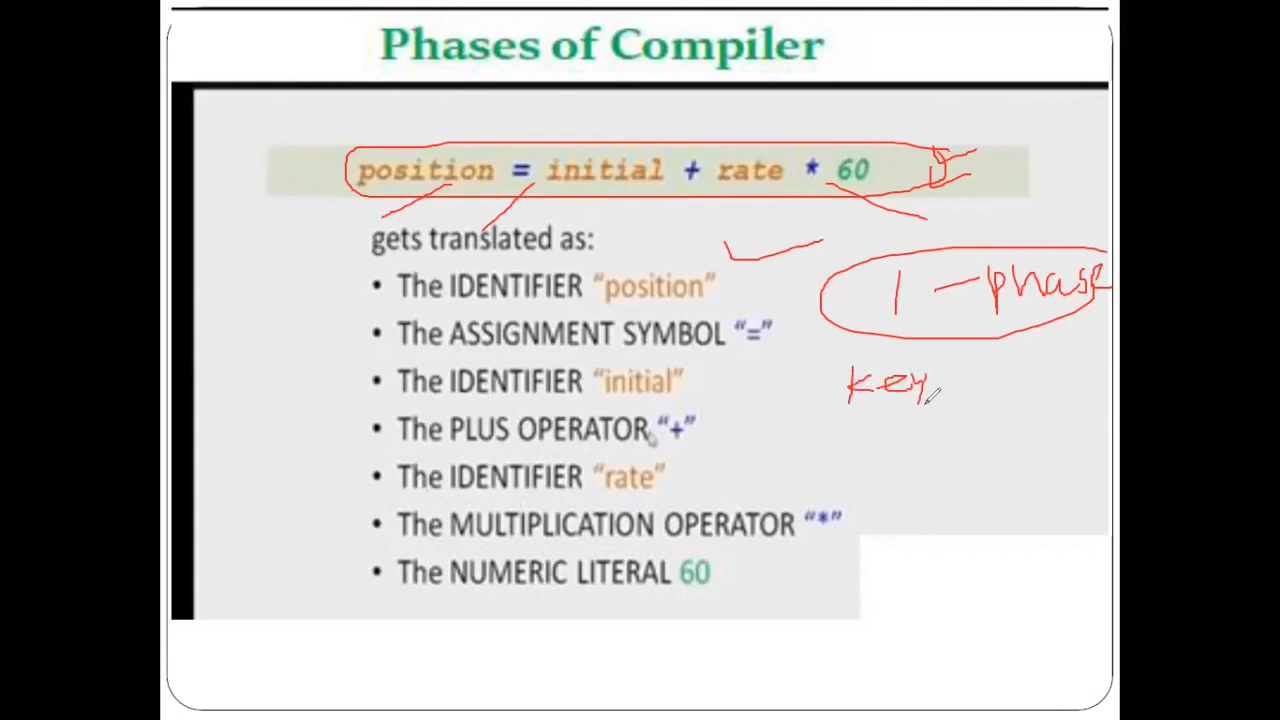 Phases of Compiler
position = initial + rate * 60
gets translated as:
• The IDENTIFIER “position”
• The ASSIGNMENT SYMBOL “=”
• The IDENTIFIER “initial”
• The PLUS OPERATOR “+”
• The IDENTIFIER “rate”
• The MULTIPLICATION OPERATOR “*”
• The NUMERIC LITERAL 60
1 - phase
key